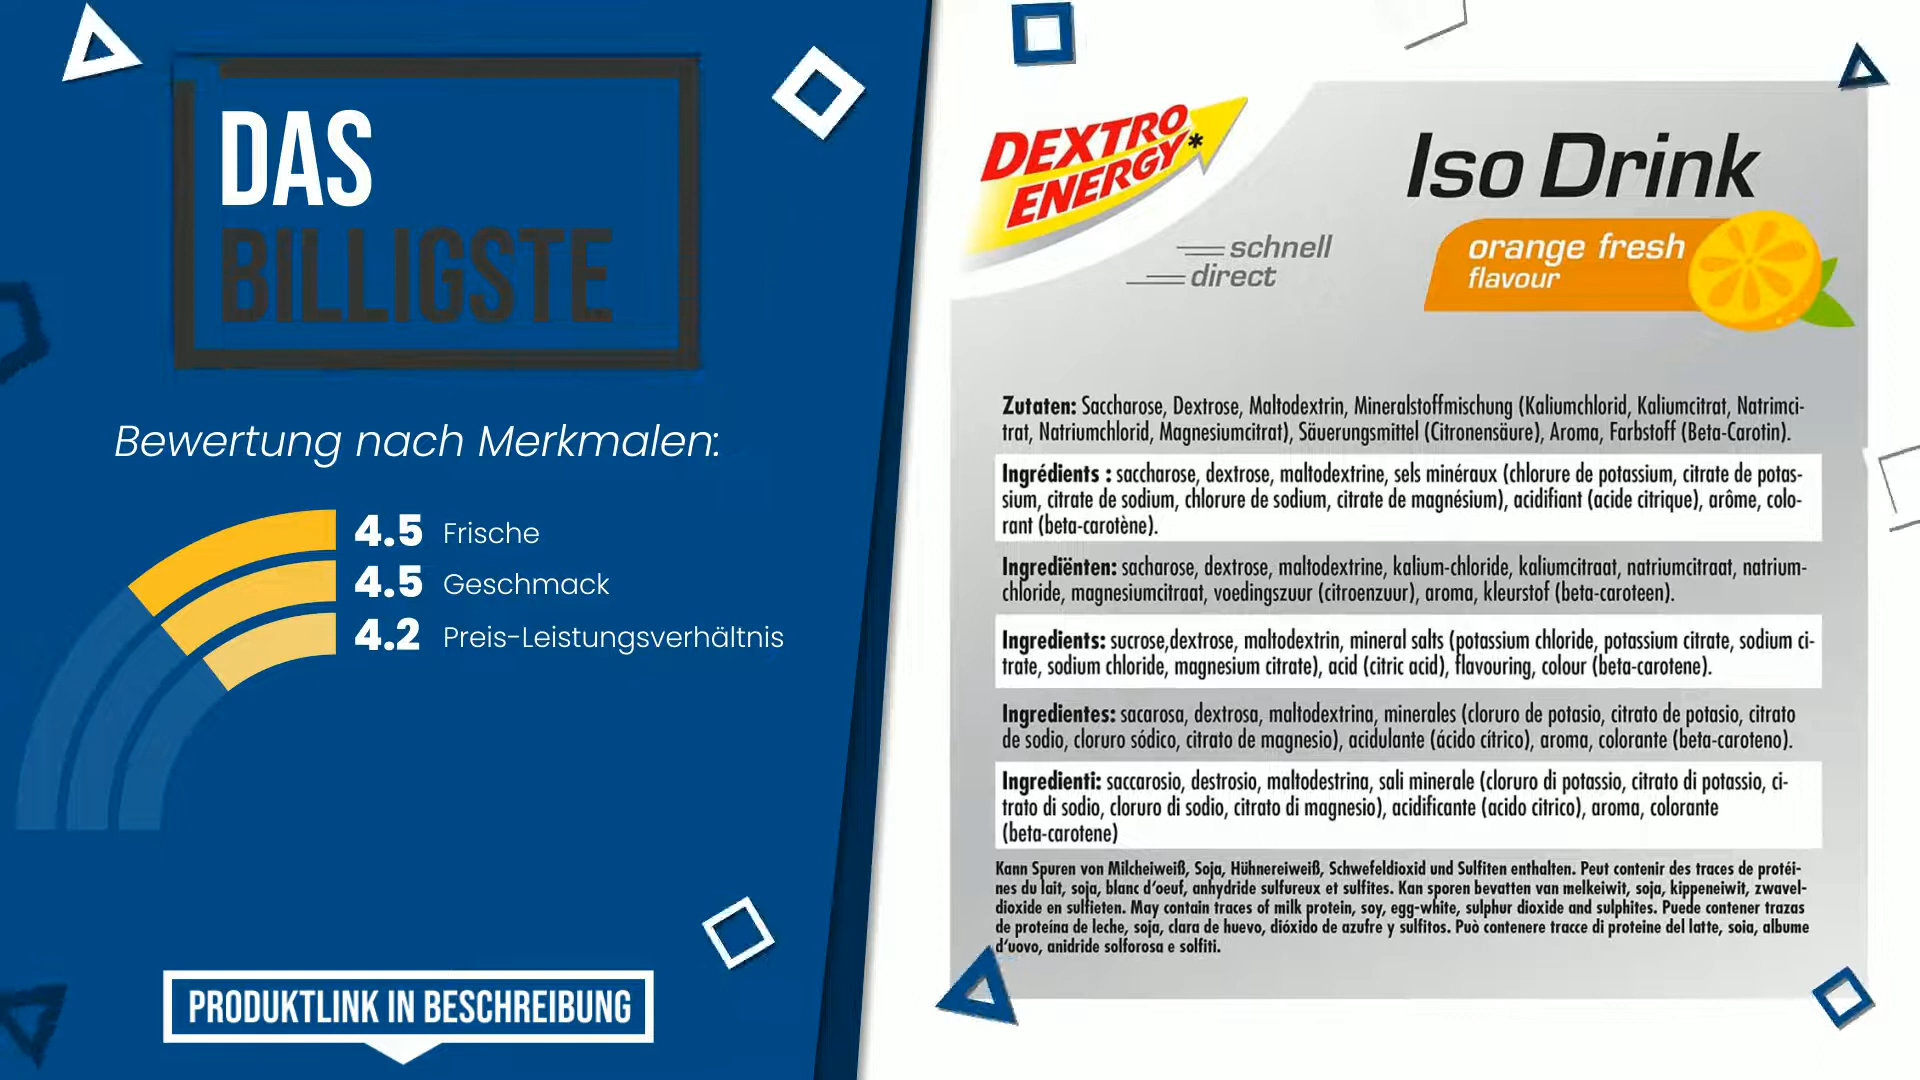 DAS
BILLIGSTE
Bewertung nach Merkmalen:
4.5 Frische
4.5 Geschmack
4.2 Preis-Leistungsverhältnis
PRODUKTLINK IN BESCHREIBUNG
DEXTRO
ENERGY*
schnell
direct
Iso Drink
orange fresh
flavour
Zutaten: Saccharose, Dextrose, Maltodextrin, Mineralstoffmischung (Kaliumchlorid, Kaliumcitrat, Natrimci-
trat, Natriumchlorid, Magnesiumcitrat), Säuerungsmittel (Citronensäure), Aroma, Farbstoff (Beta-Carotin).
Ingrédients : saccharose, dextrose, maltodextrine, sels minéraux (chlorure de potassium, citrate de potas-
sium, citrate de sodium, chlorure de sodium, citrate de magnésium), acidifiant (acide citrique), arôme, colo-
rant (beta-carotène).
Ingrediënten: sacharose, dextrose, maltodextrine, kalium-chloride, kaliumcitraat, natriumcitraat, natrium-
chloride, magnesiumcitraat, voedingszuur (citroenzuur), aroma, kleurstof (beta-caroteen).
Ingredients: sucrose,dextrose, maltodextrin, mineral salts (potassium chloride, potassium citrate, sodium ci-
trate, sodium chloride, magnesium citrate), acid (citric acid), flavouring, colour (beta-carotene).
Ingredientes: sacarosa, dextrosa, maltodextrina, minerales (cloruro de potasio, citrato de potasio, citrato
de sodio, cloruro sódico, citrato de magnesio), acidulante (ácido cítrico), aroma, colorante (beta-caroteno).
Ingredienti: saccarosio, destrosio, maltodestrina, sali minerale (cloruro di potassio, citrato di potassio, ci-
trato di sodio, cloruro di sodio, citrato di magnesio), acidificante (acido citrico), aroma, colorante
(beta-carotene)
Kann Spuren von Milcheiweiß, Soja, Hühnereiweiß, Schwefeldioxid und Sulfiten enthalten. Peut contenir des traces de protéi-
nes du lait, soja, blanc d'oeuf, anhydride sulfureux et sulfites. Kan sporen bevatten van melkeiwit, soja, kippeneiwit, zwavel-
dioxide en sulfieten. May contain traces of milk protein, soy, egg-white, sulphur dioxide and sulphites. Puede contener trazas
de proteína de leche, soja, clara de huevo, dióxido de azufre y sulfitos. Può contenere tracce di proteine del latte, soia, albume
d'uovo, anidride solforosa e solfiti.